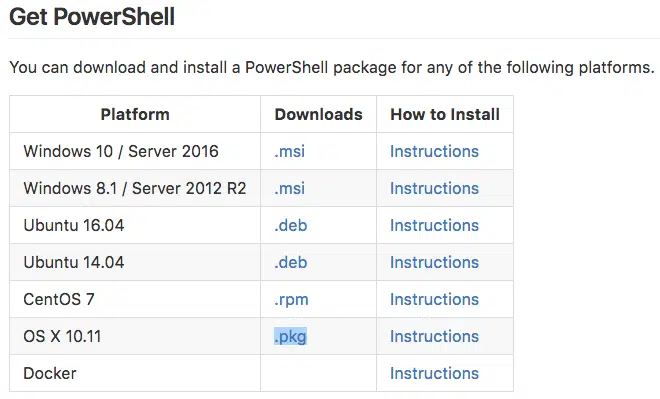 Get PowerShell
You can download and install a PowerShell package for any of the following platforms.
Platform Downloads How to Install
Windows 10 / Server 2016 .msi Instructions
Windows 8.1 / Server 2012 R2 .msi Instructions
Ubuntu 16.04 .deb Instructions
Ubuntu 14.04 .deb Instructions
CentOS 7 .rpm Instructions
OS X 10.11 .pkg Instructions
Docker Instructions